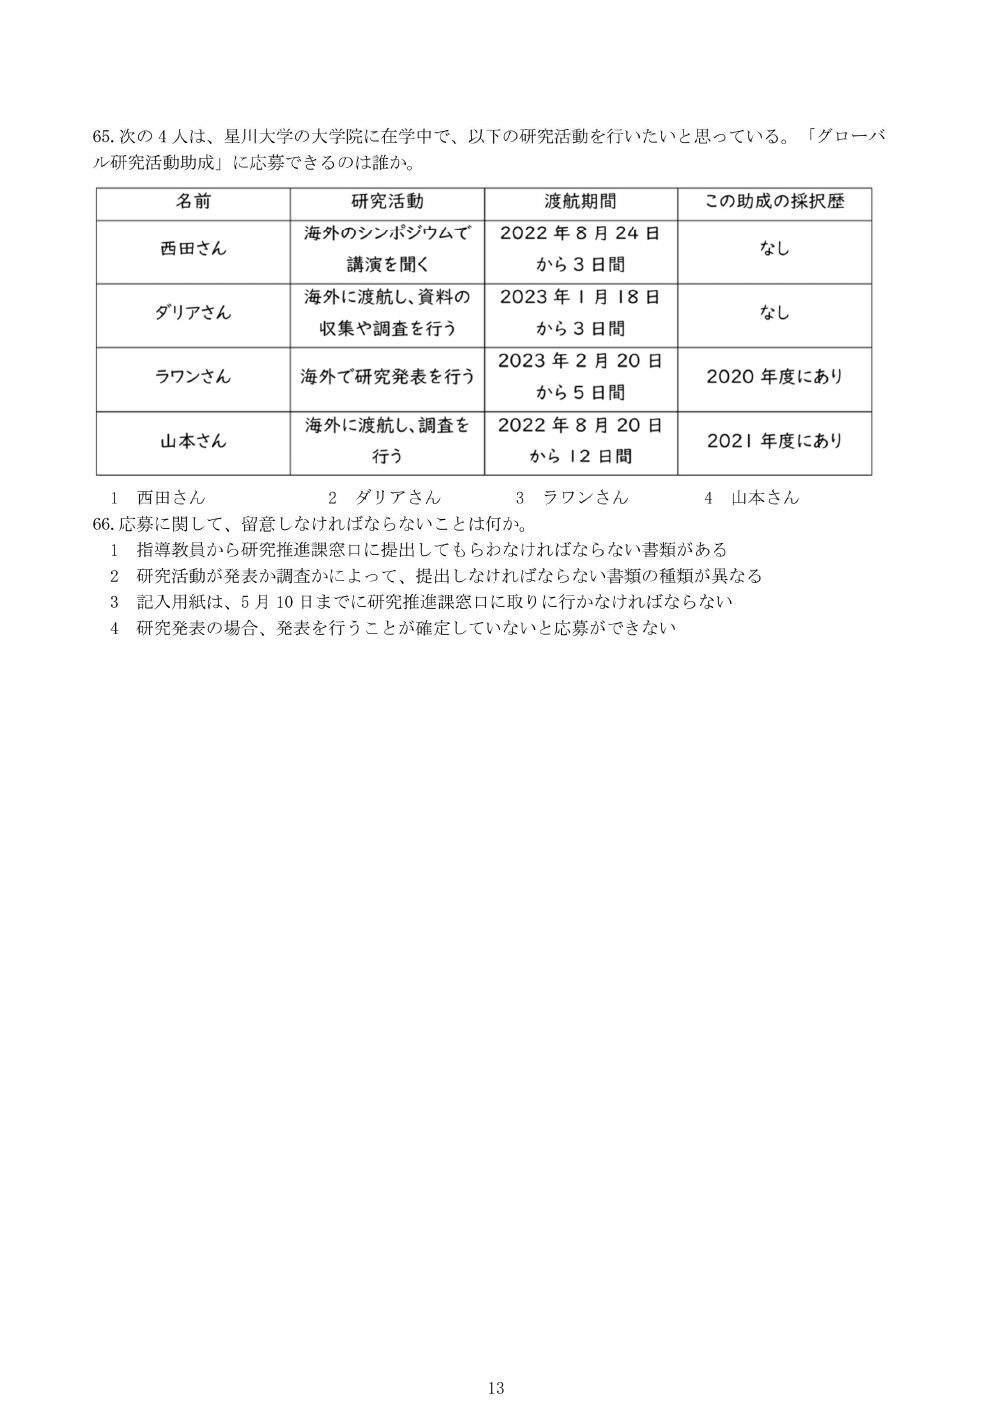 65.次の 4 人は、星川大学の大学院に在学中で、以下の研究活動を行いたいと思っている。「グローバ
ル研究活動助成」に応募できるのは誰か。
名前 研究活動 渡航期間 この助成の採択歴
西田さん 海外のシンポジウムで 2022 年 8 月 24 日 なし
講演を聞く から 3 日間
ダリアさん 海外に渡航し、資料の 2023 年 1 月 18 日 なし
収集や調査を行う から 3 日間
ラワンさん 海外で研究発表を行う 2023 年 2 月 20 日 2020 年度にあり
から 5 日間
山本さん 海外に渡航し、調査を 2022 年 8 月 20 日 2021 年度にあり
行う から 12 日間
1 西田さん 2 ダリアさん 3 ラワンさん 4 山本さん
66.応募に関して、留意しなければならないことは何か。
1 指導教員から研究推進課窓口に提出してもらわなければならない書類がある
2 研究活動が発表か調査かによって、提出しなければならない書類の種類が異なる
3 記入用紙は、5 月 10 日までに研究推進課窓口に取りに行かなければならない
4 研究発表の場合、発表を行うことが確定していないと応募ができない
13